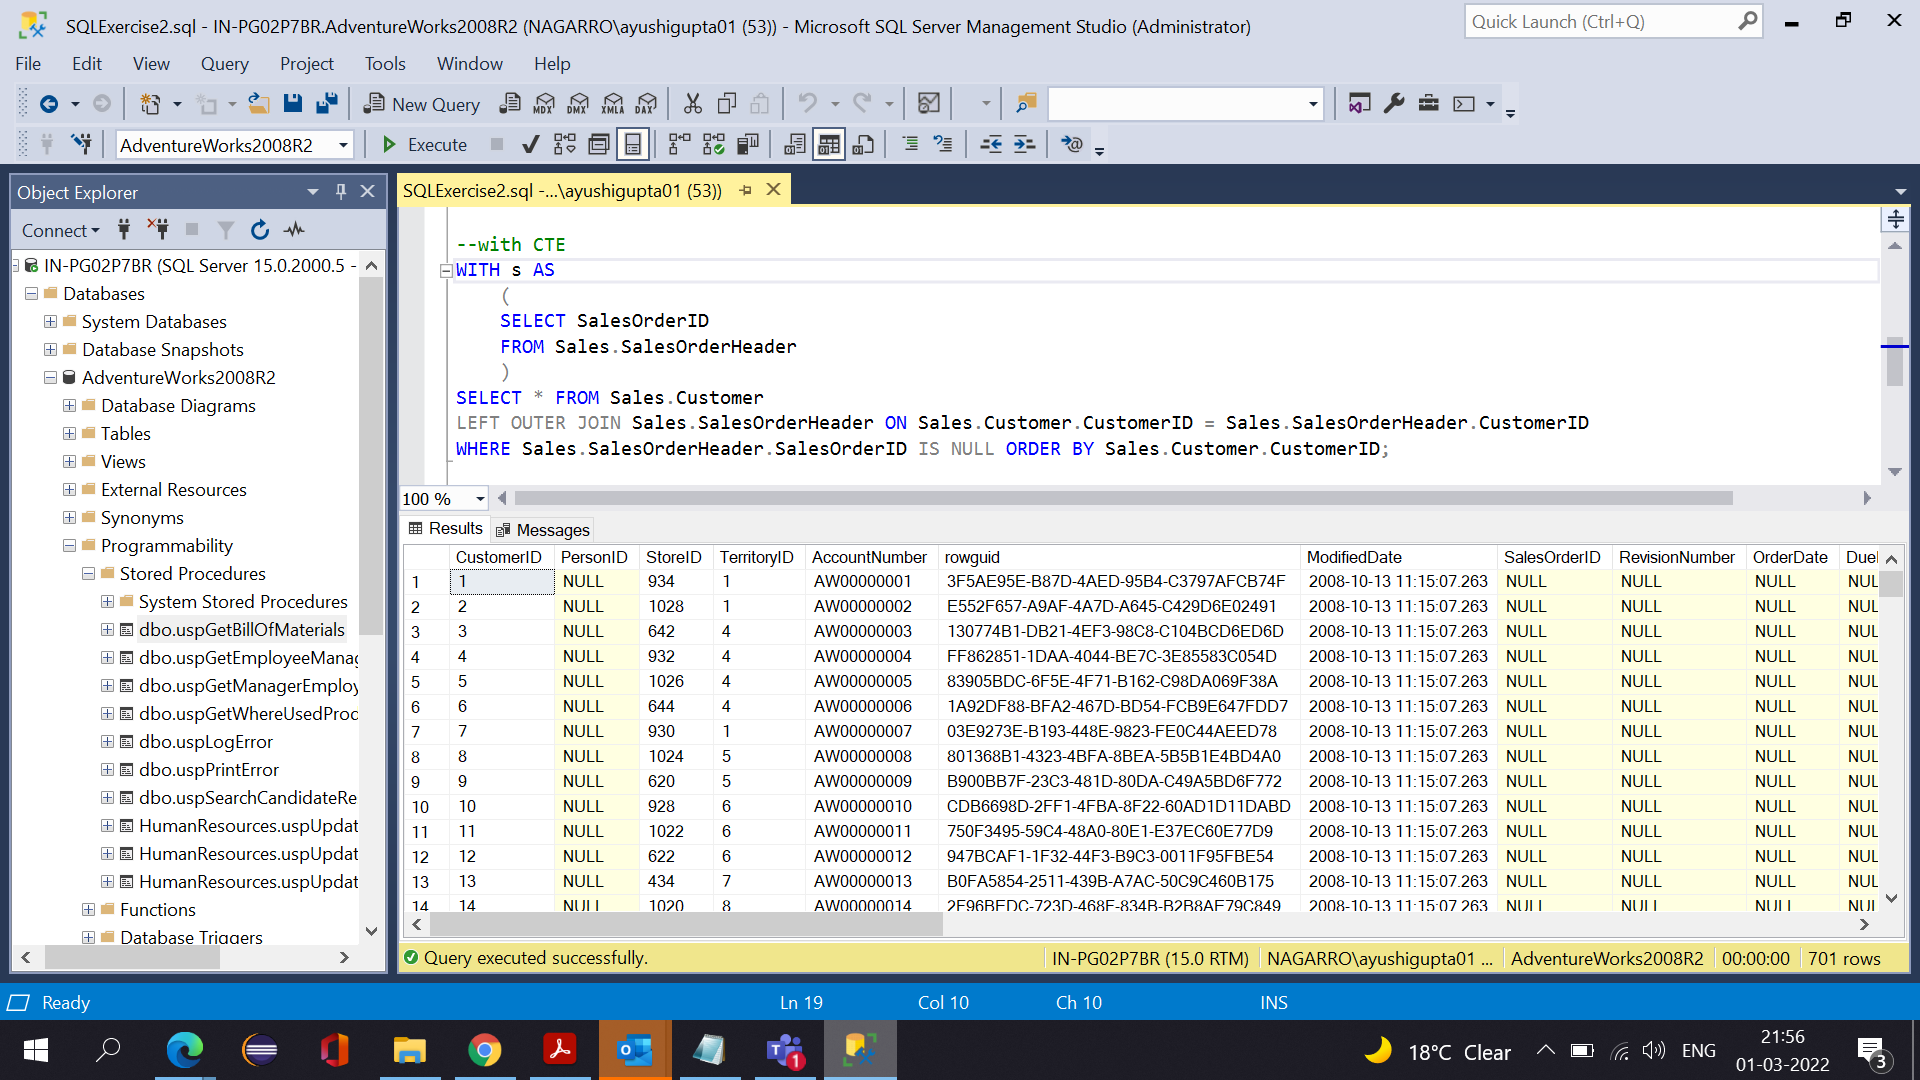 SQLExercise2.sql - IN-PG02P7BR.AdventureWorks2008R2 (NAGARRO\ayushigupta01 (53)) - Microsoft SQL Server Management Studio (Administrator)
Quick Launch (Ctrl+Q)
File Edit View Query Project Tools Window Help
New Query MDX DMX XMLA DAX
AdventureWorks2008R2 Execute
Object Explorer
SQLExercise2.sql -...\ayushigupta01 (53))
Connect
IN-PG02P7BR (SQL Server 15.0.2000.5 -
Databases
System Databases
Database Snapshots
AdventureWorks2008R2
Database Diagrams
Tables
Views
External Resources
Synonyms
Programmability
Stored Procedures
System Stored Procedures
dbo.uspGetBillOfMaterials
dbo.uspGetEmployeeManag
dbo.uspGetManagerEmploy
dbo.uspGetWhereUsedProd
dbo.uspLogError
dbo.uspPrintError
dbo.uspSearchCandidateRe
HumanResources.uspUpdat
HumanResources.uspUpdat
HumanResources.uspUpdat
Functions
Database Triggers
--with CTE
WITH s AS
(
SELECT SalesOrderID
FROM Sales.SalesOrderHeader
)
SELECT * FROM Sales.Customer
LEFT OUTER JOIN Sales.SalesOrderHeader ON Sales.Customer.CustomerID = Sales.SalesOrderHeader.CustomerID
WHERE Sales.SalesOrderHeader.SalesOrderID IS NULL ORDER BY Sales.Customer.CustomerID;
100 %
Results Messages
CustomerID PersonID StoreID TerritoryID AccountNumber rowguid ModifiedDate SalesOrderID RevisionNumber OrderDate Due
1 1 NULL 934 1 AW00000001 3F5AE95E-B87D-4AED-95B4-C3797AFCB74F 2008-10-13 11:15:07.263 NULL NULL NULL NUL
2 2 NULL 1028 1 AW00000002 E552F657-A9AF-4A7D-A645-C429D6E02491 2008-10-13 11:15:07.263 NULL NULL NULL NUL
3 3 NULL 642 4 AW00000003 130774B1-DB21-4EF3-98C8-C104BCD6ED6D 2008-10-13 11:15:07.263 NULL NULL NULL NUL
4 4 NULL 932 4 AW00000004 FF862851-1DAA-4044-BE7C-3E85583C054D 2008-10-13 11:15:07.263 NULL NULL NULL NUL
5 5 NULL 1026 4 AW00000005 83905BDC-6F5E-4F71-B162-C98DA069F38A 2008-10-13 11:15:07.263 NULL NULL NULL NUL
6 6 NULL 644 4 AW00000006 1A92DF88-BFA2-467D-BD54-FCB9E647FDD7 2008-10-13 11:15:07.263 NULL NULL NULL NUL
7 7 NULL 930 1 AW00000007 03E9273E-B193-448E-9823-FE0C44AEED78 2008-10-13 11:15:07.263 NULL NULL NULL NUL
8 8 NULL 1024 5 AW00000008 801368B1-4323-4BFA-8BEA-5B5B1E4BD4A0 2008-10-13 11:15:07.263 NULL NULL NULL NUL
9 9 NULL 620 5 AW00000009 B900BB7F-23C3-481D-80DA-C49A5BD6F772 2008-10-13 11:15:07.263 NULL NULL NULL NUL
10 10 NULL 928 6 AW00000010 CDB6698D-2FF1-4FBA-8F22-60AD1D11DABD 2008-10-13 11:15:07.263 NULL NULL NULL NUL
11 11 NULL 1022 6 AW00000011 750F3495-59C4-48A0-80E1-E37EC60E77D9 2008-10-13 11:15:07.263 NULL NULL NULL NUL
12 12 NULL 622 6 AW00000012 947BCAF1-1F32-44F3-B9C3-0011F95FBE54 2008-10-13 11:15:07.263 NULL NULL NULL NUL
13 13 NULL 434 7 AW00000013 B0FA5854-2511-439B-A7AC-50C9C460B175 2008-10-13 11:15:07.263 NULL NULL NULL NUL
14 14 NULL 1020 8 AW00000014 2F96BEDC-723D-468F-834B-B2B8AE79C849 2008-10-13 11:15:07.263 NULL NULL NULL NUL
Query executed successfully. IN-PG02P7BR (15.0 RTM) NAGARRO\ayushigupta01 ... AdventureWorks2008R2 00:00:00 701 rows
Ready Ln 19 Col 10 Ch 10 INS
1 18°C Clear ENG 21:56
01-03-2022 3